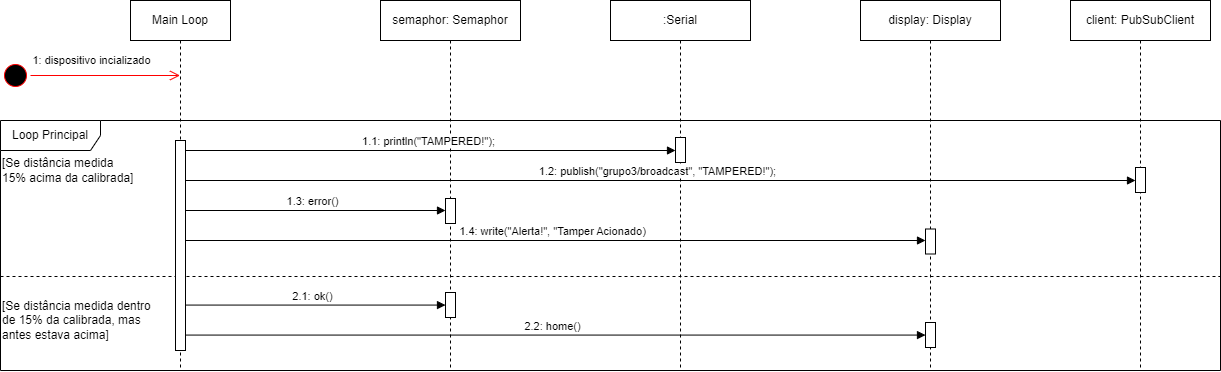 Main Loop
semaphor: Semaphor
:Serial
display: Display
client: PubSubClient
1: dispositivo incializado
Loop Principal
1.1: println("TAMPERED!");
[Se distância medida
15% acima da calibrada]
1.2: publish("grupo3/broadcast", "TAMPERED!");
1.3: error()
1.4: write("Alerta!", "Tamper Acionado)
[Se distância medida dentro
de 15% da calibrada, mas
antes estava acima]
2.1: ok()
2.2: home()